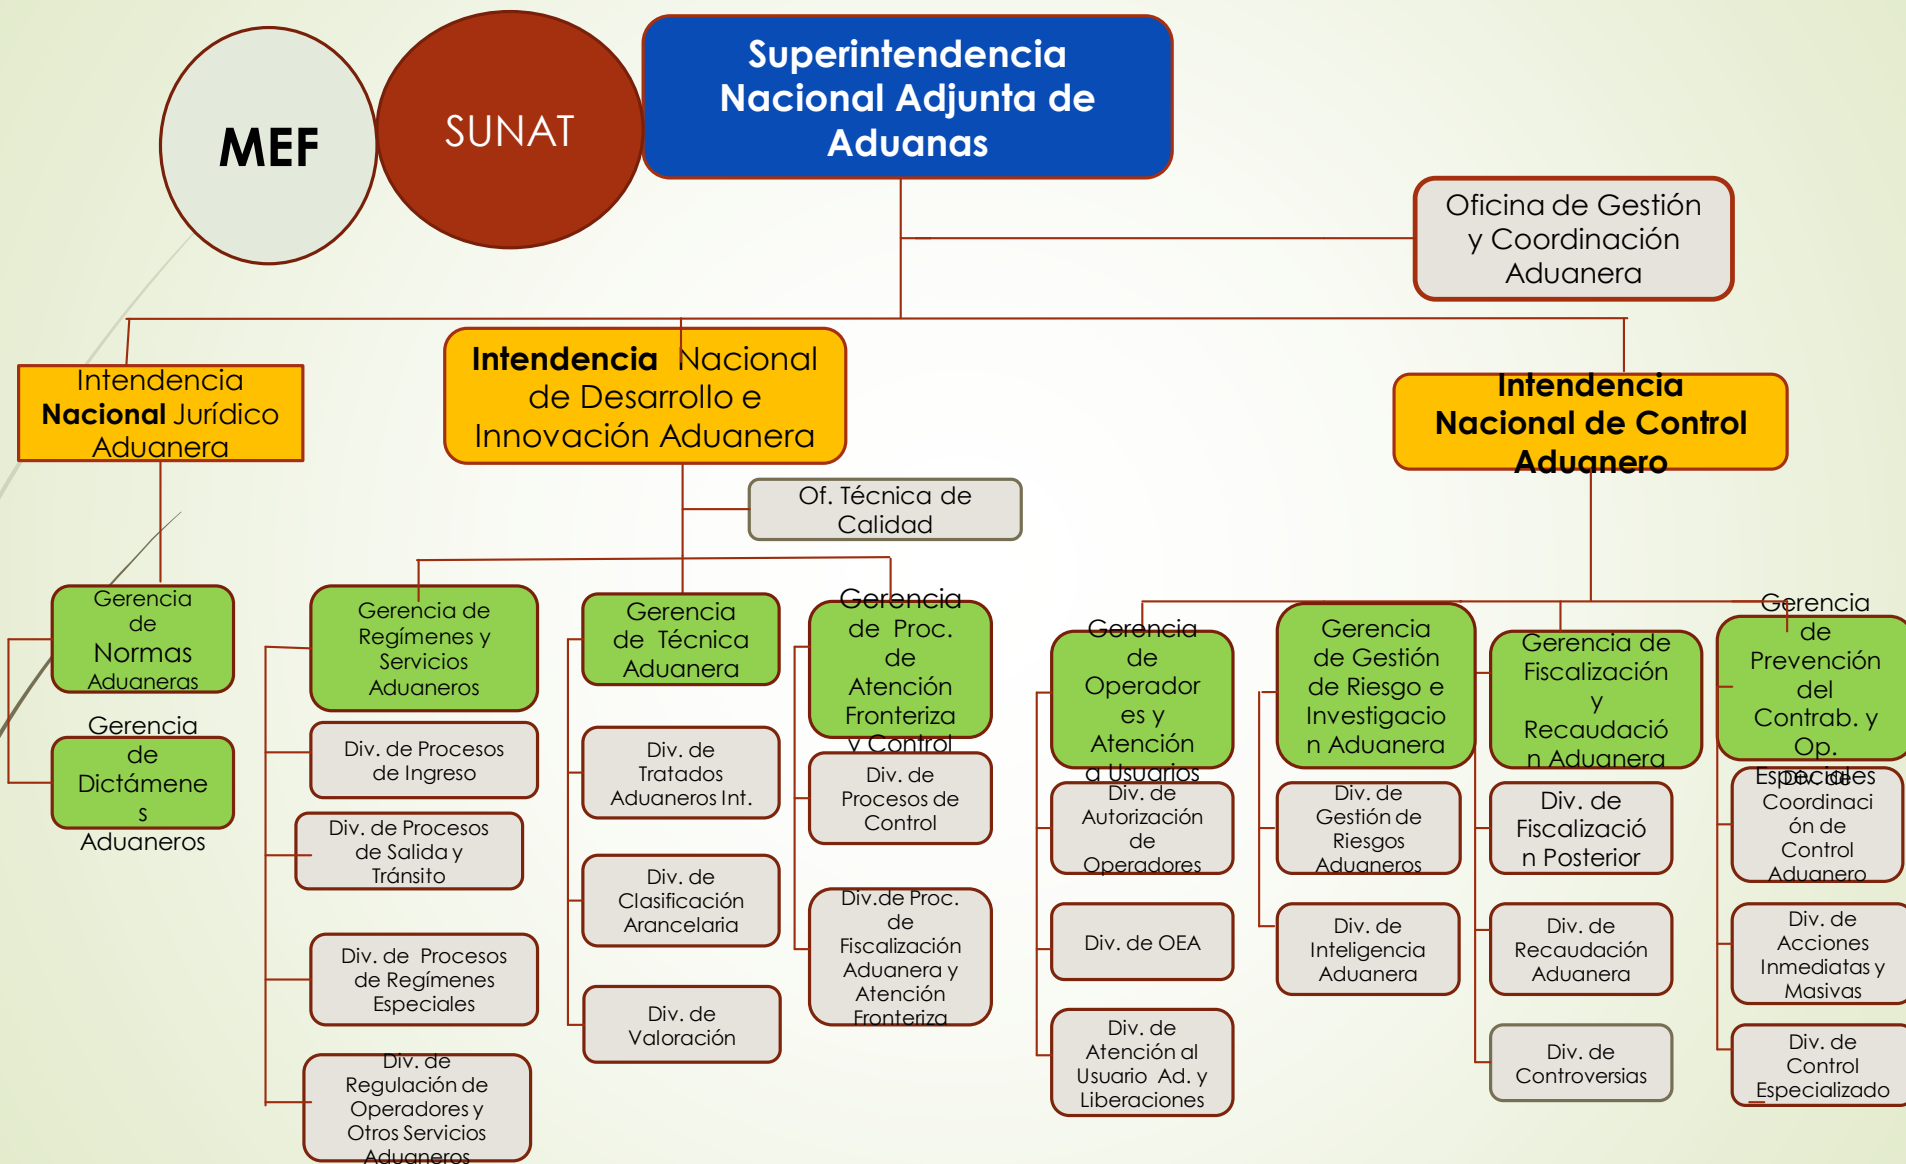 MEF
SUNAT
Superintendencia
Nacional Adjunta de
Aduanas
Oficina de Gestión
y Coordinación
Aduanera
Intendencia
Nacional Jurídico
Aduanera
Intendencia Nacional
de Desarrollo e
Innovación Aduanera
Intendencia
Nacional de Control
Aduanero
Of. Técnica de
Calidad
Gerencia
de
Normas
Aduaneras
Gerencia
de
Dictámene
s
Aduaneros
Gerencia de
Regímenes y
Servicios
Aduaneros
Div. de Procesos
de Ingreso
Div. de Procesos
de Salida y
Tránsito
Div. de Procesos
de Regímenes
Especiales
Div. de
Regulación de
Operadores y
Otros Servicios
Aduaneros
Gerencia
de Técnica
Aduanera
Div. de
Tratados
Aduaneros Int.
Div. de
Clasificación
Arancelaria
Div. de
Valoración
Gerencia
de Proc.
de
Atención
Fronteriza
y Control
Div. de
Procesos de
Control
Div.de Proc.
de
Fiscalización
Aduanera y
Atención
Fronteriza
Gerencia
de
Operador
es y
Atención
a Usuarios
Div. de
Autorización
de
Operadores
Div. de OEA
Div. de
Atención al
Usuario Ad. y
Liberaciones
Gerencia
de Gestión
de Riesgo e
Investigacio
n Aduanera
Div. de
Gestión de
Riesgos
Aduaneros
Div. de
Inteligencia
Aduanera
Gerencia de
Fiscalización
y
Recaudació
n Aduanera
Div. de
Fiscalizació
n Posterior
Div. de
Recaudación
Aduanera
Div. de
Controversias
Gerencia
de
Prevención
del
Contrab. y
Op.
Especiales
Div. de
Coordinaci
ón de
Control
Aduanero
Div. de
Acciones
Inmediatas y
Masivas
Div. de
Control
Especializado